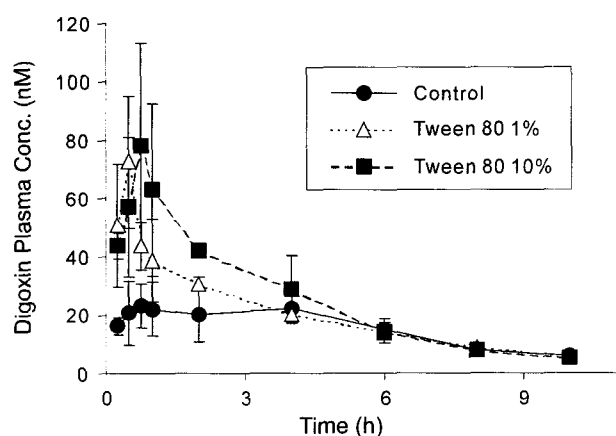 Digoxin Plasma Conc. (nM)
120
100
80
60
40
20
0
Control
Tween 80 1%
Tween 80 10%
0 3 6 9
Time (h)